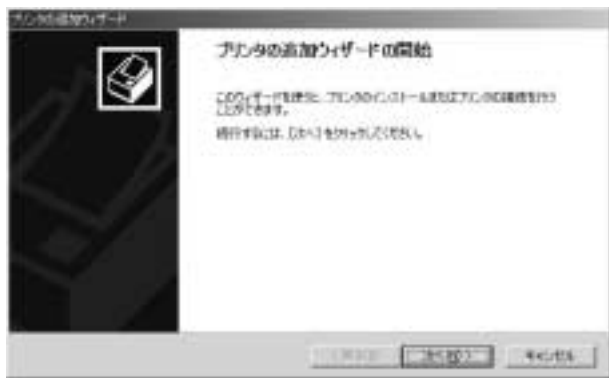 プリンタの追加ウィザード
プリンタの追加ウィザードの開始
このウィザードを使うと、プリンタのインストールまたはプリンタの接続を行う
ことができます。
続行するには、[次へ] をクリックしてください。
< 戻る(B)
次へ(N) >
キャンセル